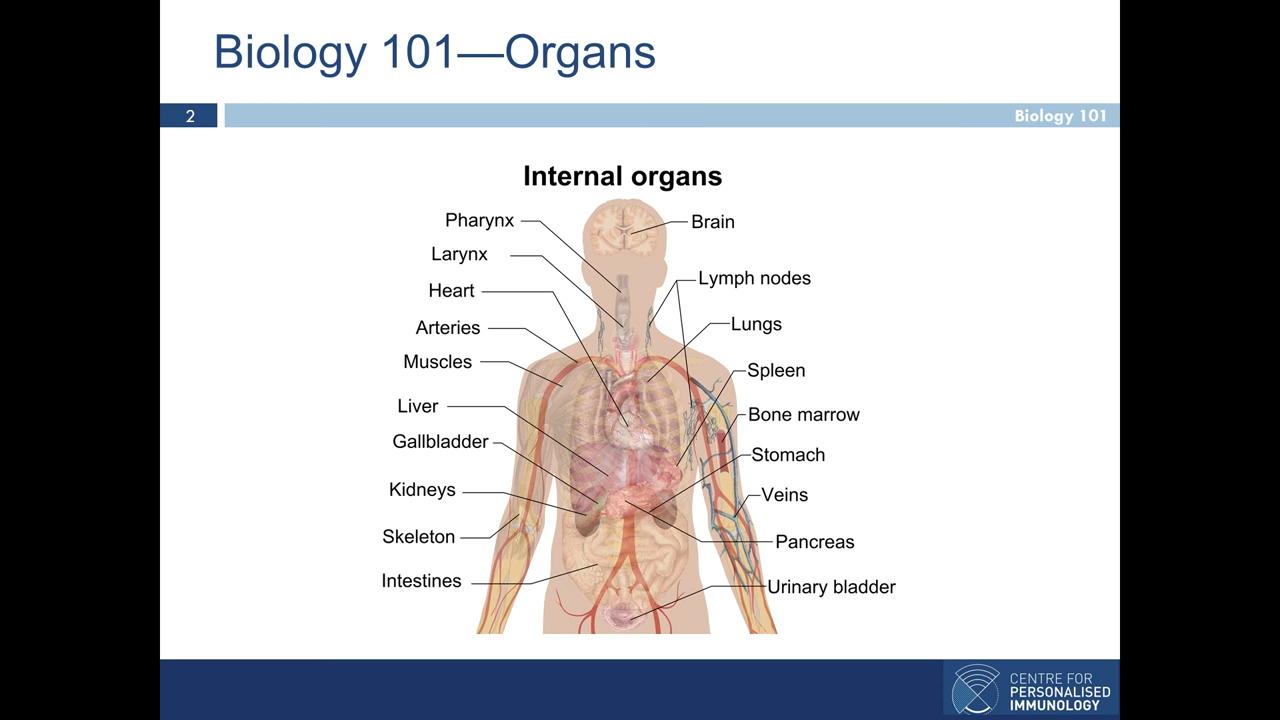 Biology 101—Organs
2
Biology 101
Internal organs
Pharynx
Larynx
Heart
Arteries
Muscles
Liver
Gallbladder
Kidneys
Skeleton
Intestines
Brain
Lymph nodes
Lungs
Spleen
Bone marrow
Stomach
Veins
Pancreas
Urinary bladder
CENTRE FOR
PERSONALISED
IMMUNOLOGY